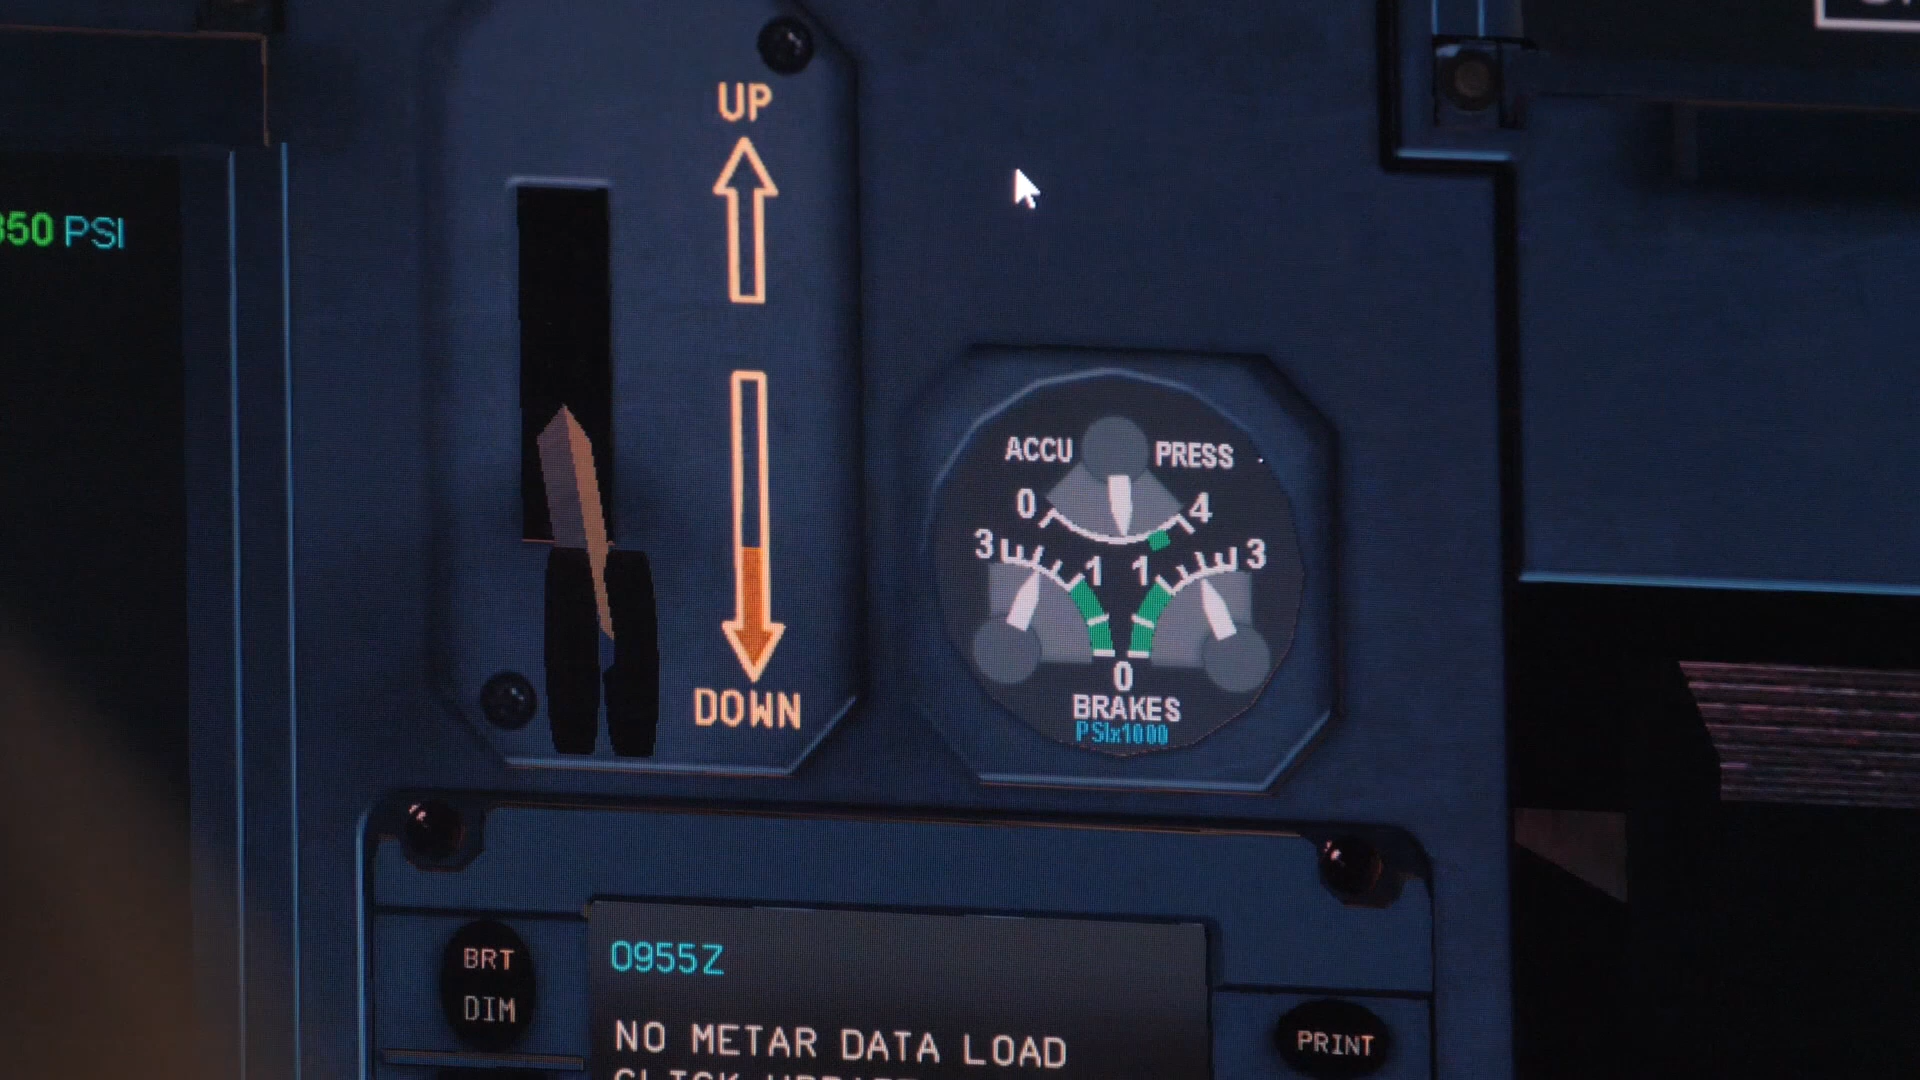 UP
50 PSI
ACCU PRESS
0 4
3 1 1 3
0
BRAKES
PSIx1000
DOWN
BRT
DIM
0955Z
NO METAR DATA LOAD
PRINT